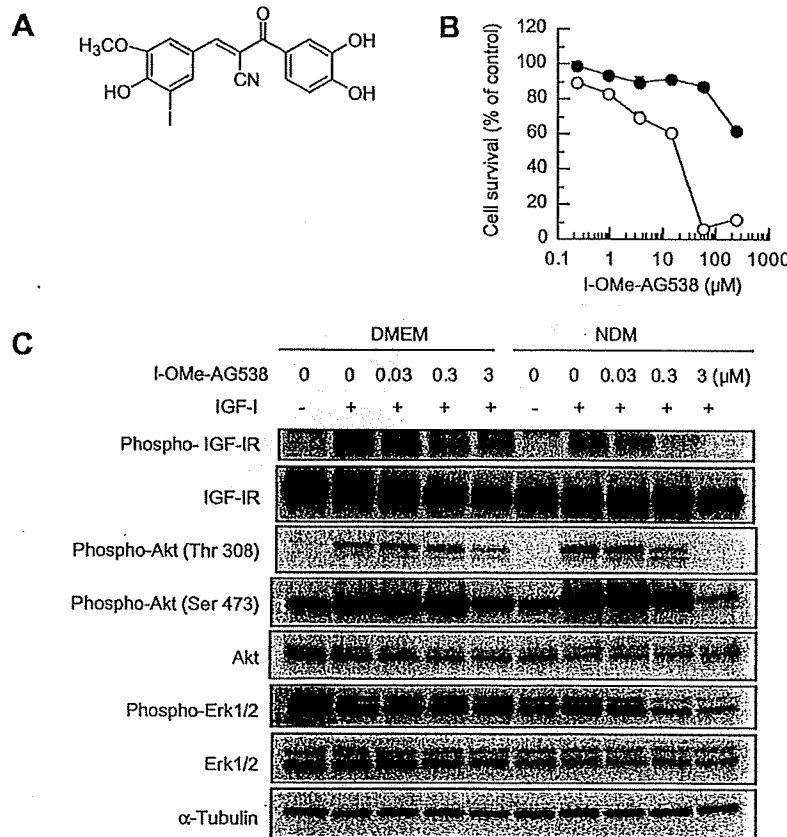 A
H₃CO
HO
I
O
CN
OH
OH
B
Cell survival (% of control)
120
100
80
60
40
20
0
0.1 1 10 100 1000
I-OMe-AG538 (µM)
C
DMEM NDM
I-OMe-AG538 0 0 0.03 0.3 3 0 0 0.03 0.3 3 (µM)
IGF-I - + + + + - + + + +
Phospho- IGF-IR
IGF-IR
Phospho-Akt (Thr 308)
Phospho-Akt (Ser 473)
Akt
Phospho-Erk1/2
Erk1/2
α-Tubulin